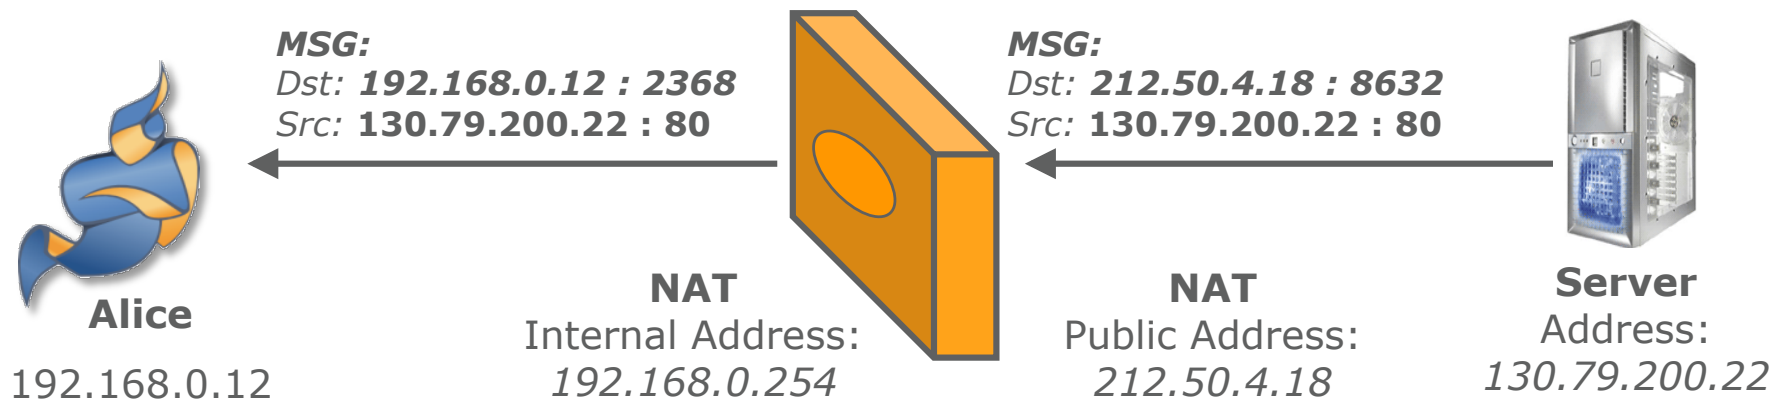 MSG:
Dst: 192.168.0.12 : 2368
Src: 130.79.200.22 : 80
MSG:
Dst: 212.50.4.18 : 8632
Src: 130.79.200.22 : 80
Alice
192.168.0.12
NAT
Internal Address:
192.168.0.254
NAT
Public Address:
212.50.4.18
Server
Address:
130.79.200.22